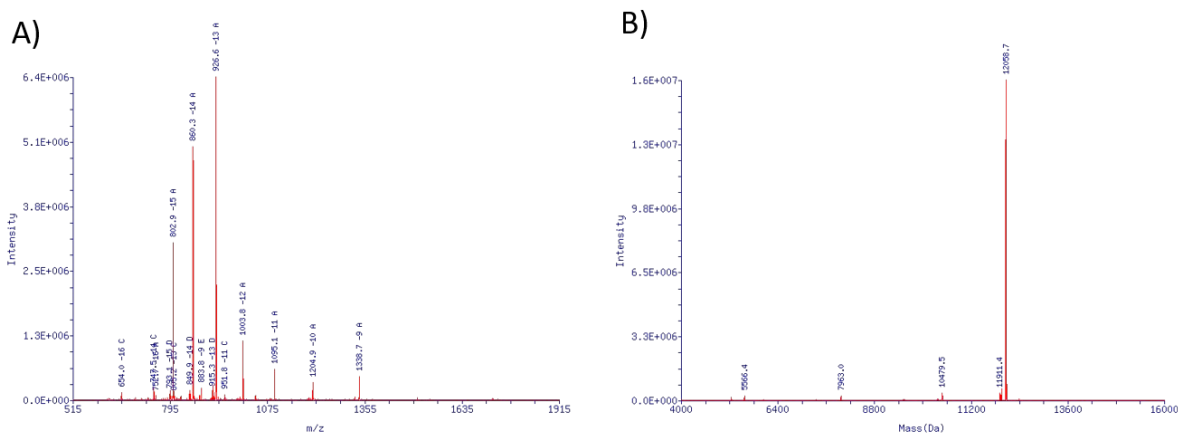 A)
B)
6.4E+006
5.1E+006
3.8E+006
2.5E+006
1.3E+006
0.0E+000
Intensity
654.0 -16 C
747.5 -14 C
802.9 -15 A
849.9 -14 D
860.3 -14 A
883.8 -9 E
915.3 -13 D
926.6 -13 A
951.8 -11 C
1003.8 -12 A
1095.1 -11 A
1204.9 -10 A
1338.7 -9 A
515
795
1075
1355
1635
1915
m/z
1.6E+007
1.3E+007
9.8E+006
6.5E+006
3.3E+006
0.0E+000
Intensity
5566.4
7963.0
10479.5
11911.4
12058.7
4000
6400
8800
11200
13600
16000
Mass(Da)